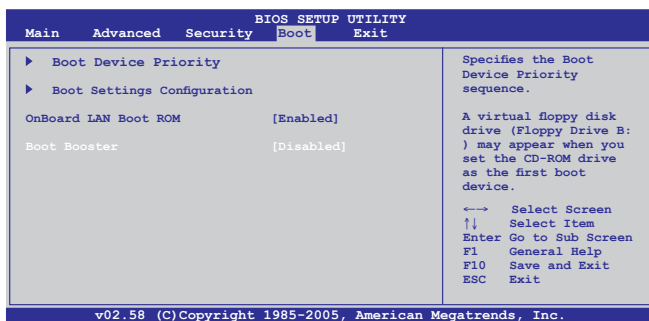 BIOS SETUP UTILITY
Main Advanced Security Boot Exit
Boot Device Priority
Boot Settings Configuration
OnBoard LAN Boot ROM [Enabled]
Boot Booster [Disabled]
Specifies the Boot
Device Priority
sequence.
A virtual floppy disk
drive (Floppy Drive B:
) may appear when you
set the CD-ROM drive
as the first boot
device.
←→ Select Screen
↑↓ Select Item
Enter Go to Sub Screen
F1 General Help
F10 Save and Exit
ESC Exit
v02.58 (C)Copyright 1985-2005, American Megatrends, Inc.